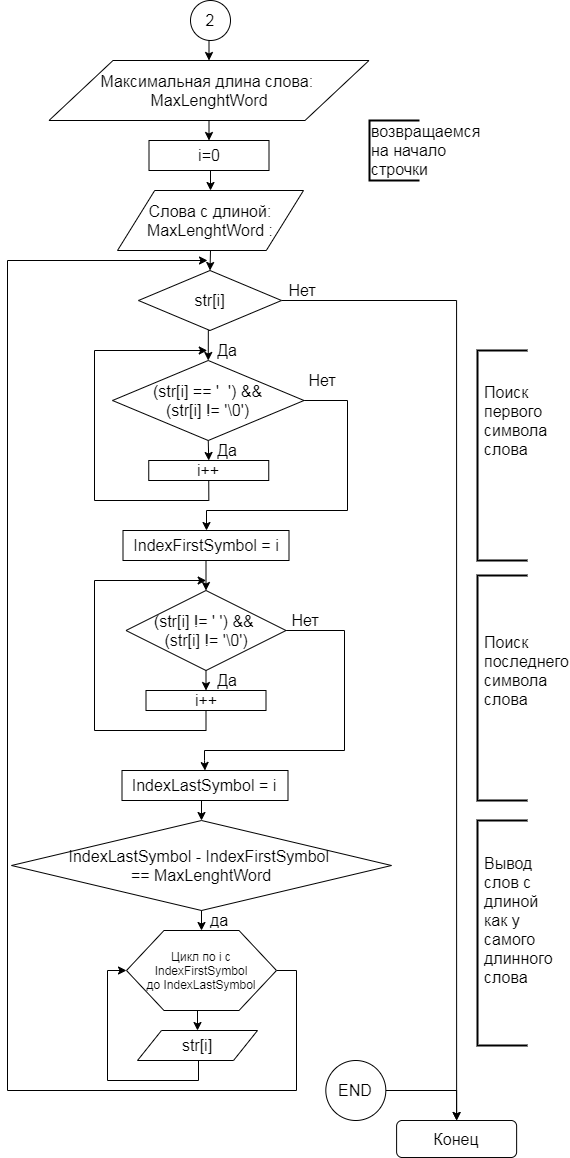 2
Максимальная длина слова:
MaxLenghtWord
возвращаемся
на начало
строчки
i=0
Слова с длиной:
MaxLenghtWord :
str[i]
Нет
Да
(str[i] == ' ') &&
(str[i] != '\0')
Нет
Да
i++
Поиск
первого
символа
слова
IndexFirstSymbol = i
(str[i] != ' ') &&
(str[i] != '\0')
Нет
Да
i++
Поиск
последнего
символа
слова
IndexLastSymbol = i
IndexLastSymbol - IndexFirstSymbol
== MaxLenghtWord
да
Вывод
слов с
длиной
как у
самого
длинного
слова
Цикл по i с
IndexFirstSymbol
до IndexLastSymbol
str[i]
END
Конец